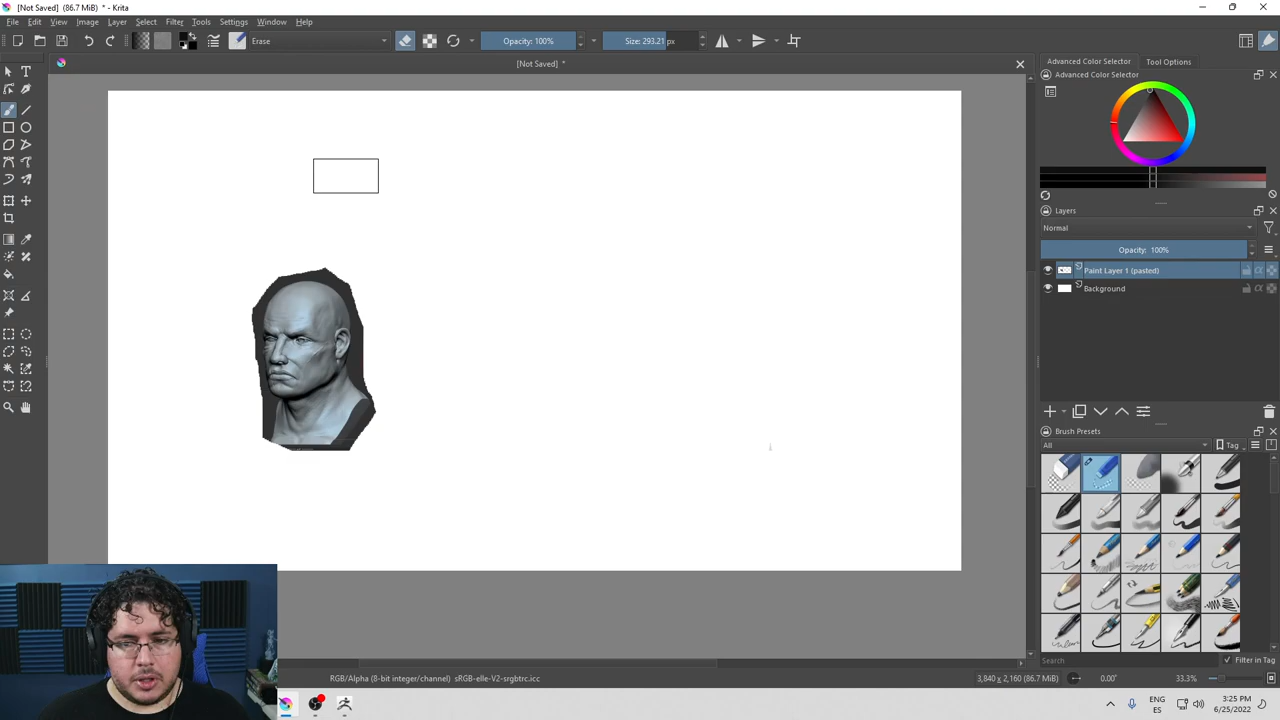 [Not Saved] (86.7 MiB) * - Krita
File Edit View Image Layer Select Filter Tools Settings Window Help
Erase
Opacity: 100%
Size: 293.21 px
[Not Saved] *
Advanced Color Selector Tool Options
Advanced Color Selector
Layers
Normal
Opacity: 100%
Paint Layer 1 (pasted)
Background
Brush Presets
All
Tag
Search
Filter in Tag
RGB/Alpha (8-bit integer/channel) sRGB-elle-V2-srgbtrc.icc
3,840 x 2,160 (86.7 MiB)
0.00°
33.3%
ENG
ES
3:25 PM
6/25/2022